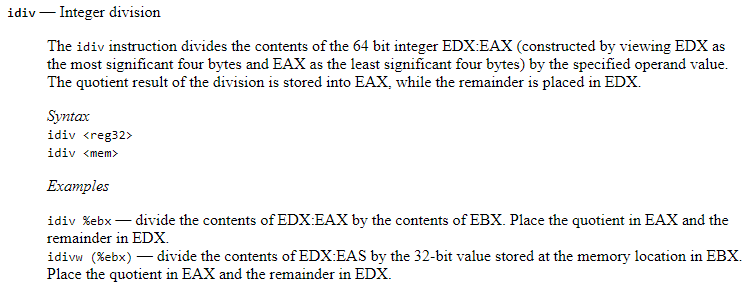 idiv — Integer division
The idiv instruction divides the contents of the 64 bit integer EDX:EAX (constructed by viewing EDX as
the most significant four bytes and EAX as the least significant four bytes) by the specified operand value.
The quotient result of the division is stored into EAX, while the remainder is placed in EDX.
Syntax
idiv <reg32>
idiv <mem>
Examples
idiv %ebx — divide the contents of EDX:EAX by the contents of EBX. Place the quotient in EAX and the
remainder in EDX.
idivw (%ebx) — divide the contents of EDX:EAS by the 32-bit value stored at the memory location in EBX.
Place the quotient in EAX and the remainder in EDX.